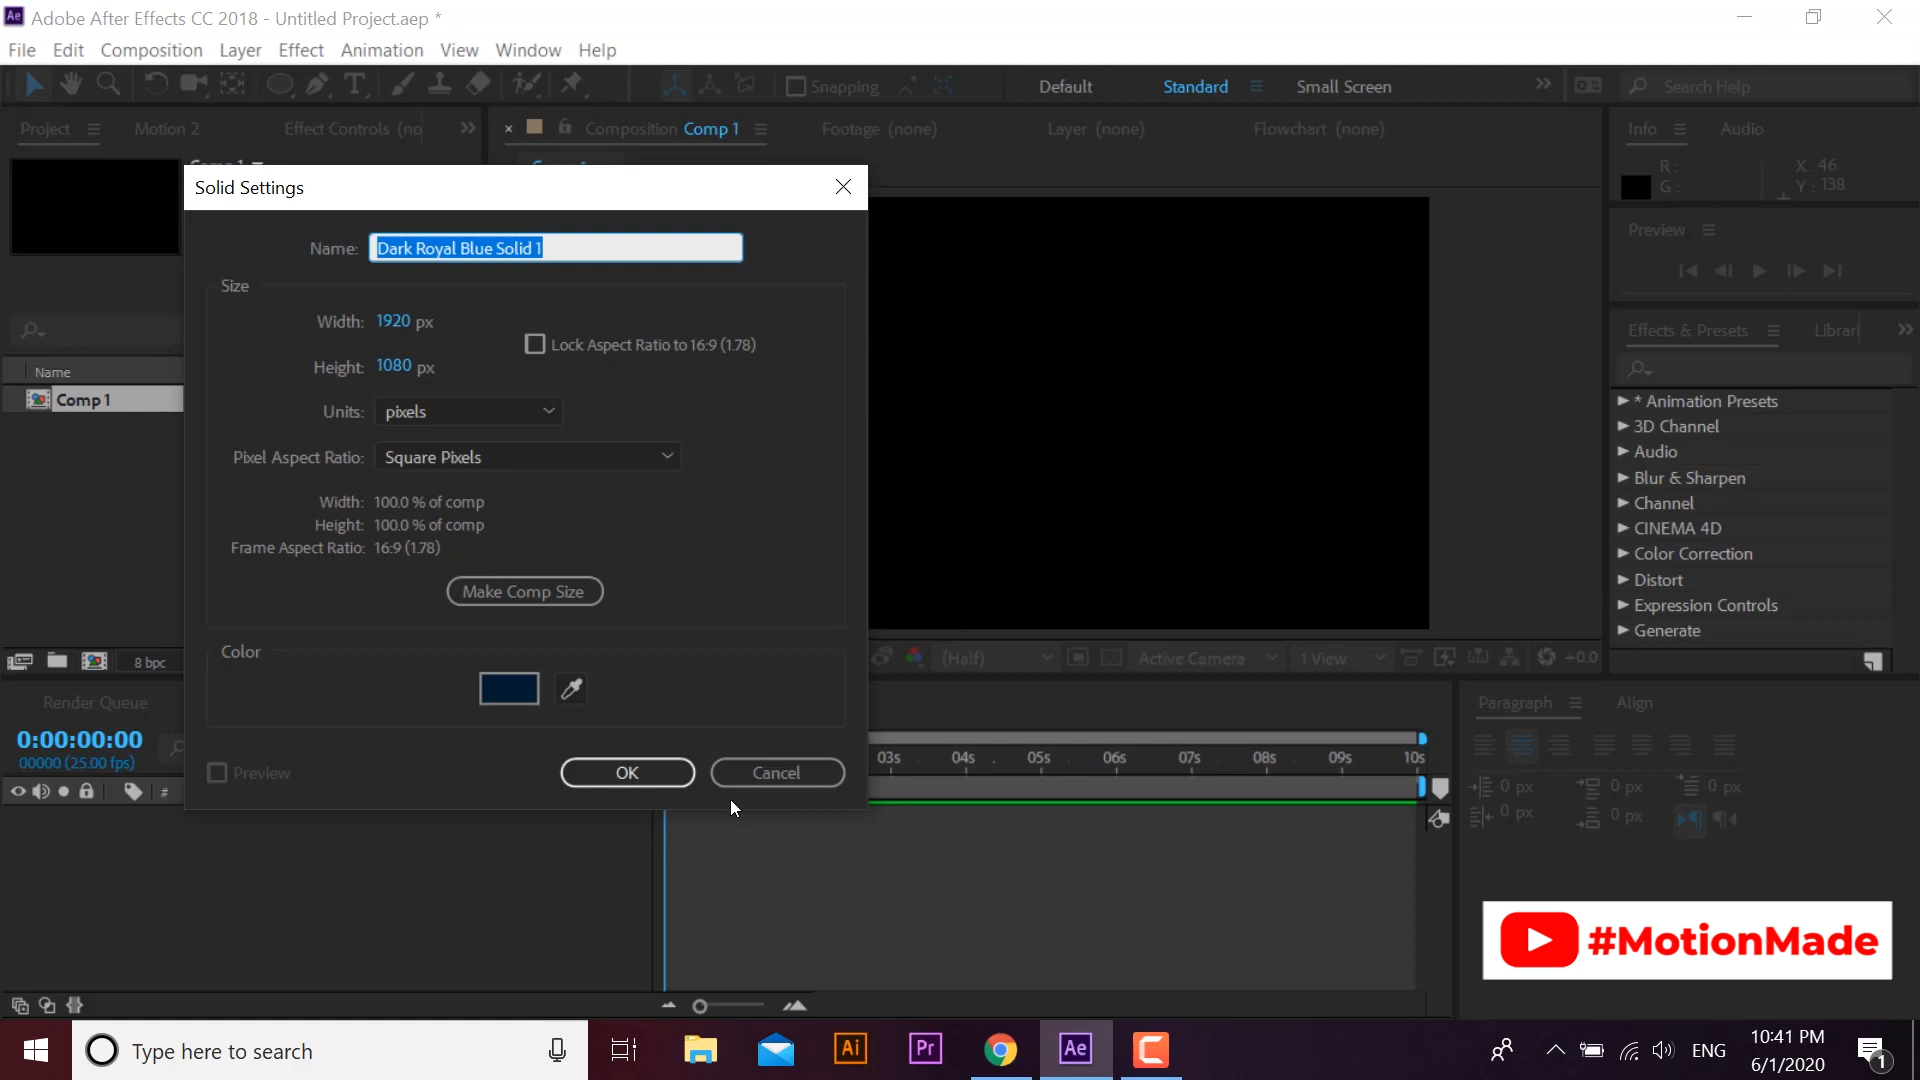 Adobe After Effects CC 2018 - Untitled Project.aep *
File Edit Composition Layer Effect Animation View Window Help
Snapping Default Standard Small Screen Search Help
Project Motion 2 Effect Controls (no
Composition Comp 1 Footage (none) Layer (none) Flowchart (none)
Info Audio
R: X: 46
G: Y: 138
Solid Settings
Name: Dark Royal Blue Solid 1
Size
Width: 1920 px
Lock Aspect Ratio to 16:9 (1.78)
Height: 1080 px
Units: pixels
Pixel Aspect Ratio: Square Pixels
Width: 100.0 % of comp
Height: 100.0 % of comp
Frame Aspect Ratio: 16:9 (1.78)
Make Comp Size
Color
Preview OK Cancel
Name
Comp 1
8 bpc
Preview
Effects & Presets Librari
* Animation Presets
3D Channel
Audio
Blur & Sharpen
Channel
CINEMA 4D
Color Correction
Distort
Expression Controls
Generate
(Half) Active Camera 1 View +0.0
Render Queue
0:00:00:00
00000 (25.00 fps)
#
03s 04s 05s 06s 07s 08s 09s 10s
Paragraph Align
0 px 0 px 0 px
0 px 0 px
#MotionMade
Type here to search
Ai Pr Ae
ENG
10:41 PM
6/1/2020
1